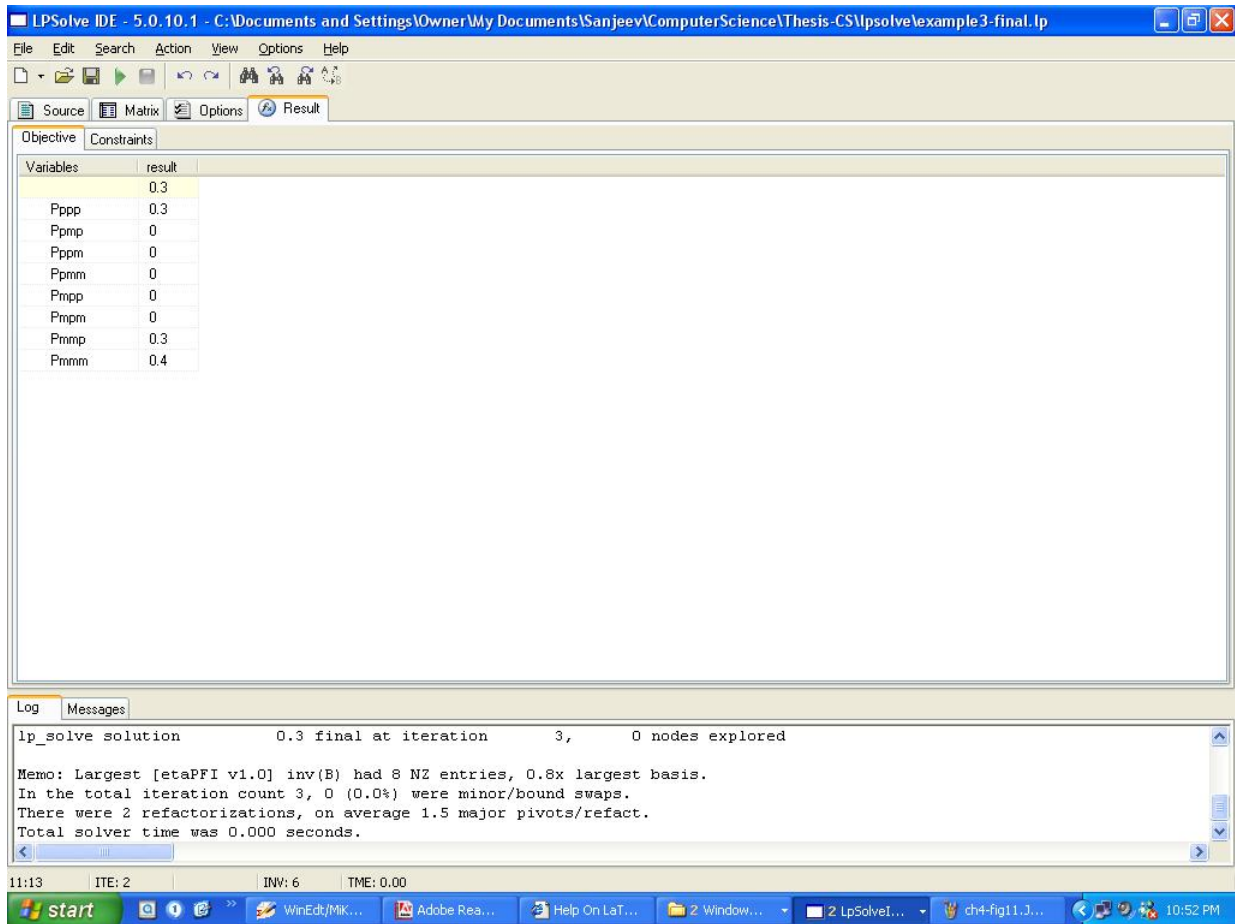 LPSolve IDE - 5.0.10.1 - C:\Documents and Settings\Owner\My Documents\Sanjeev\ComputerScience\Thesis-CS\lpsolve\example3-final.lp
File Edit Search Action View Options Help
Source Matrix Options Result
Objective Constraints
Variables result
0.3
Pppp 0.3
Ppmp 0
Pppm 0
Ppmm 0
Pmpp 0
Pmpm 0
Pmmp 0.3
Pmmm 0.4
Log Messages
lp_solve solution 0.3 final at iteration 3, 0 nodes explored
Memo: Largest [etaPFI v1.0] inv(B) had 8 NZ entries, 0.8x largest basis.
In the total iteration count 3, 0 (0.0%) were minor/bound swaps.
There were 2 refactorizations, on average 1.5 major pivots/refact.
Total solver time was 0.000 seconds.
11:13 ITE: 2 INV: 6 TME: 0.00
start WinEdt/MiK... Adobe Rea... Help On LaT... 2 Window... 2 LpSolveI... ch4-fig11.J... 10:52 PM